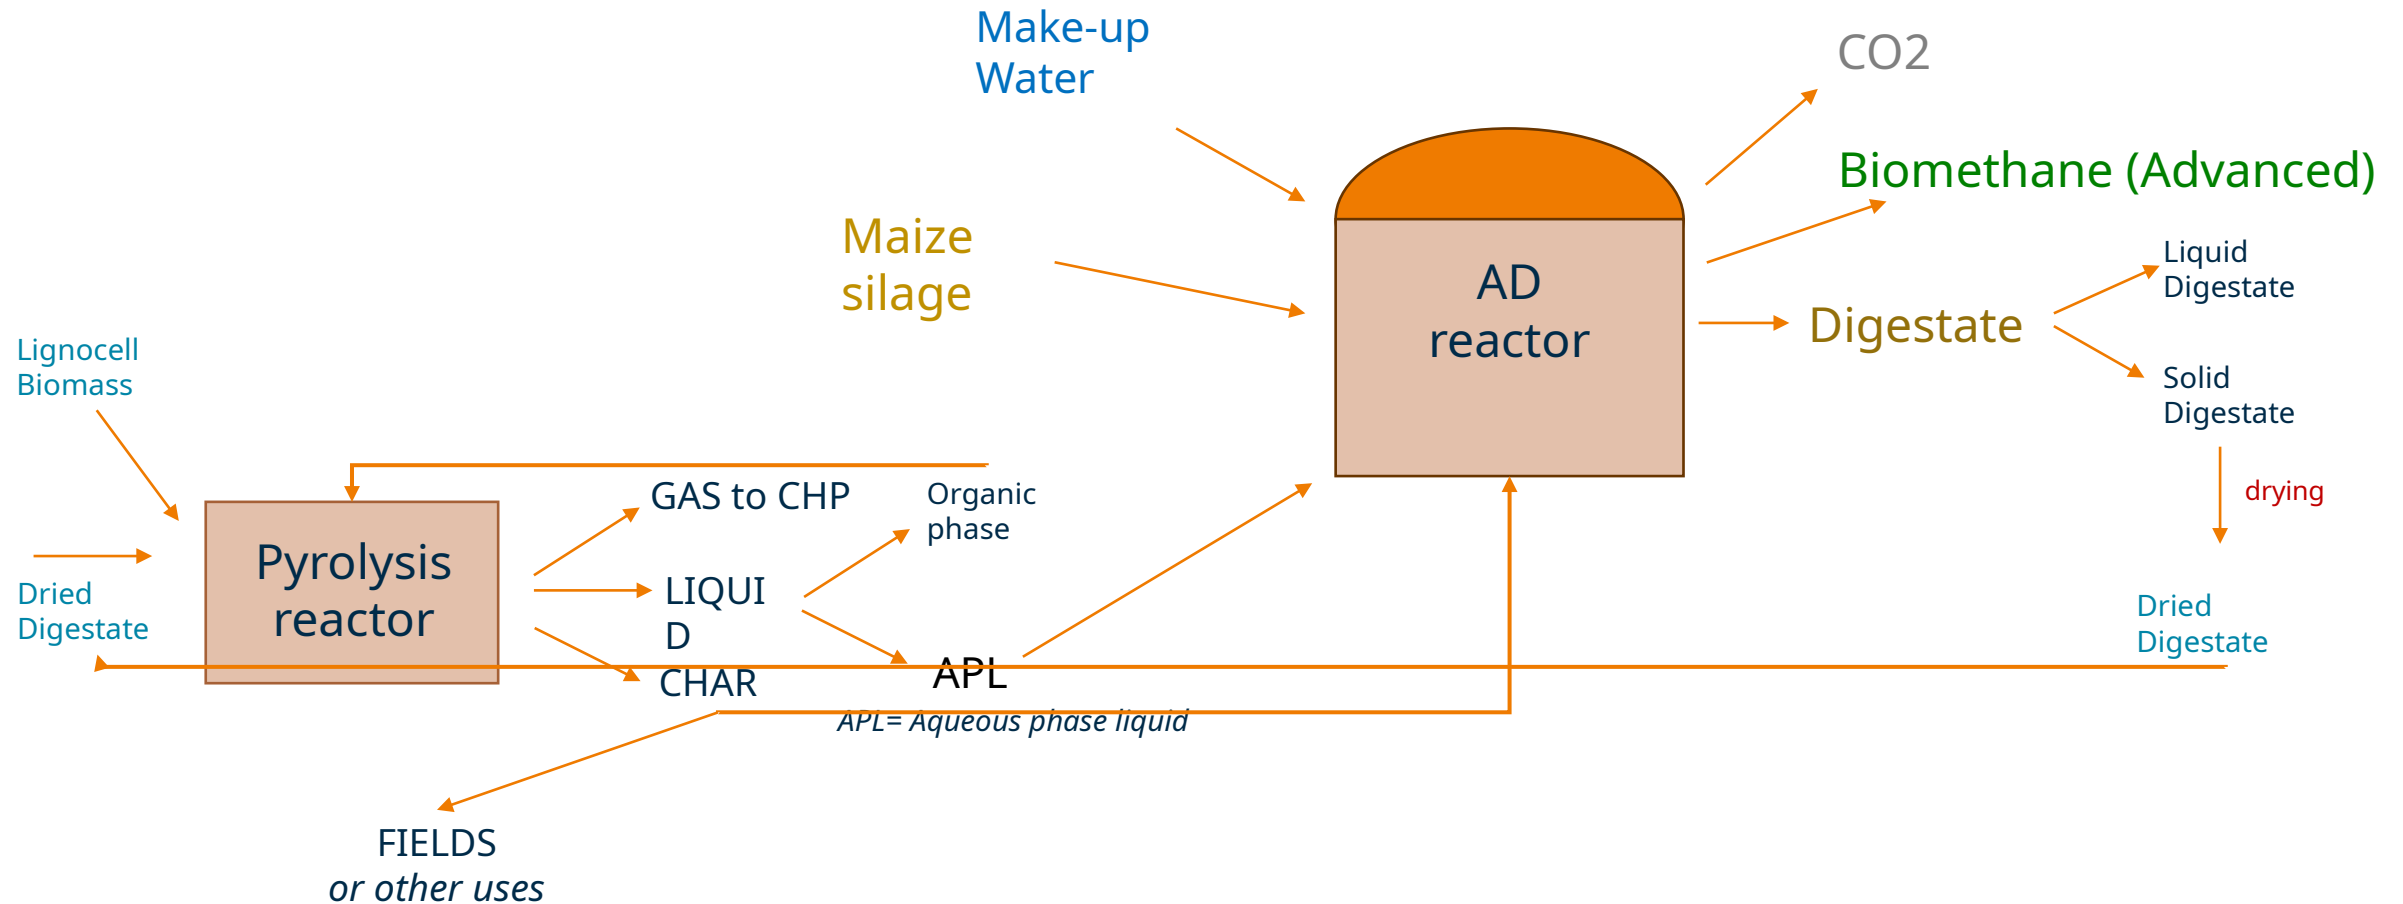 Make-up
Water
CO2
Biomethane (Advanced)
Maize
silage
AD
reactor
Liquid
Digestate
Digestate
Solid
Digestate
Lignocell
Biomass
drying
GAS to CHP
Organic
phase
Pyrolysis
reactor
LIQUI
D
Dried
Digestate
Dried
Digestate
CHAR
APL
APL= Aqueous phase liquid
FIELDS
or other uses